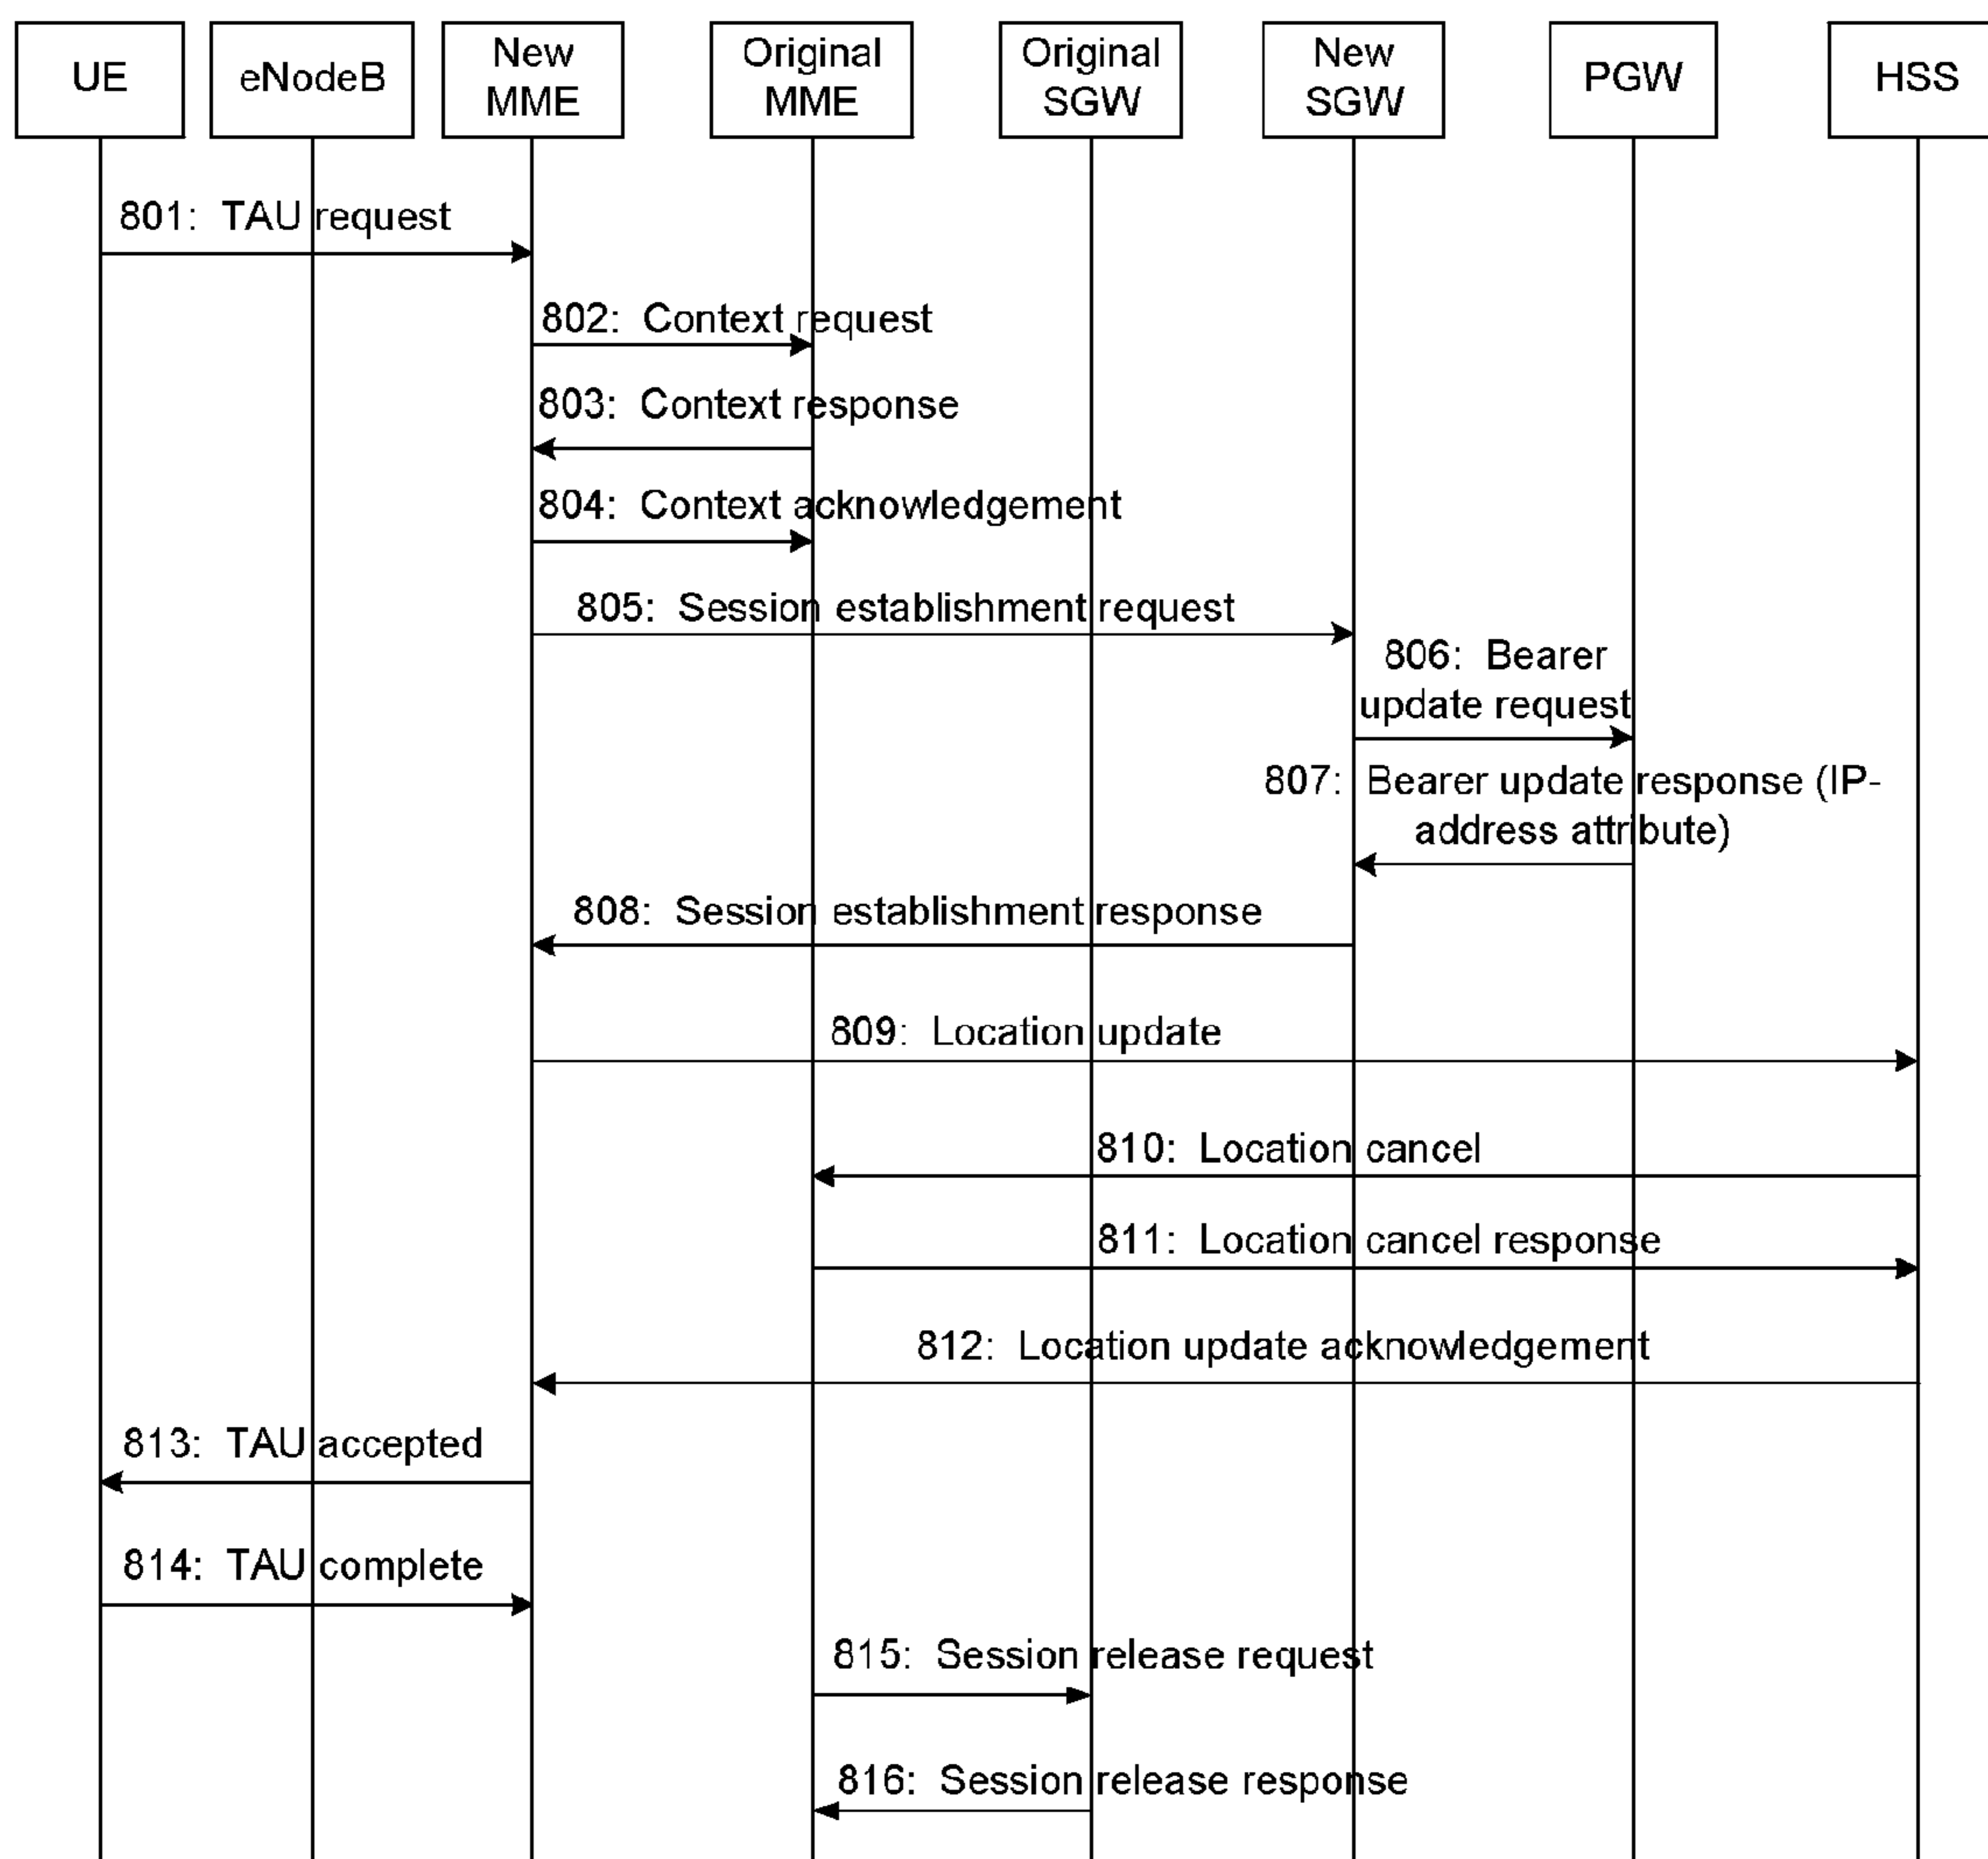 UE
eNodeB
New
MME
Original
MME
Original
SGW
New
SGW
PGW
HSS
801: TAU request
802: Context request
803: Context response
804: Context acknowledgement
805: Session establishment request
806: Bearer
update request
807: Bearer update response (IP-
address attribute)
808: Session establishment response
809: Location update
810: Location cancel
811: Location cancel response
812: Location update acknowledgement
813: TAU accepted
814: TAU complete
815: Session release request
816: Session release response